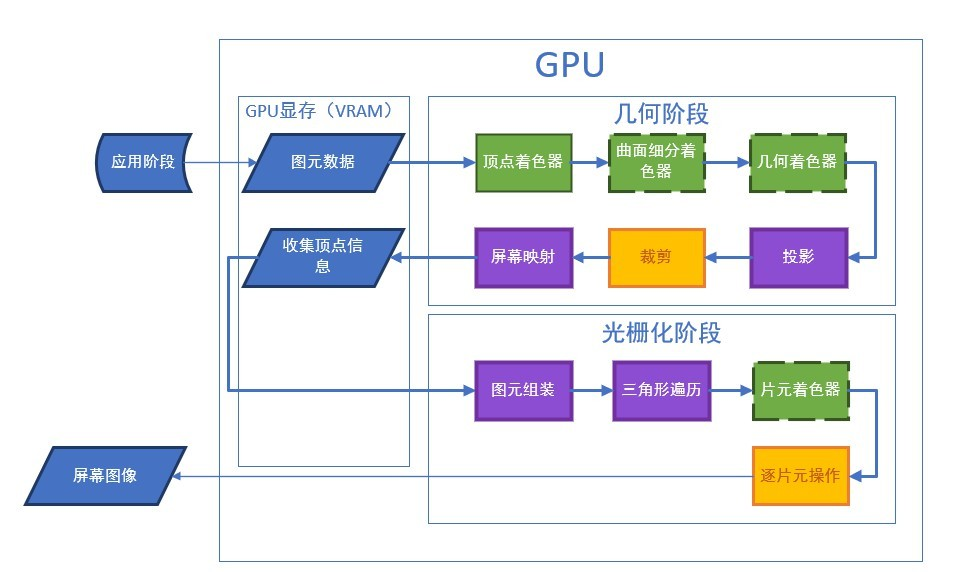 GPU
GPU显存（VRAM）
几何阶段
应用阶段
图元数据
顶点着色器
曲面细分着
色器
几何着色器
收集顶点信
息
屏幕映射
裁剪
投影
光栅化阶段
图元组装
三角形遍历
片元着色器
屏幕图像
逐片元操作